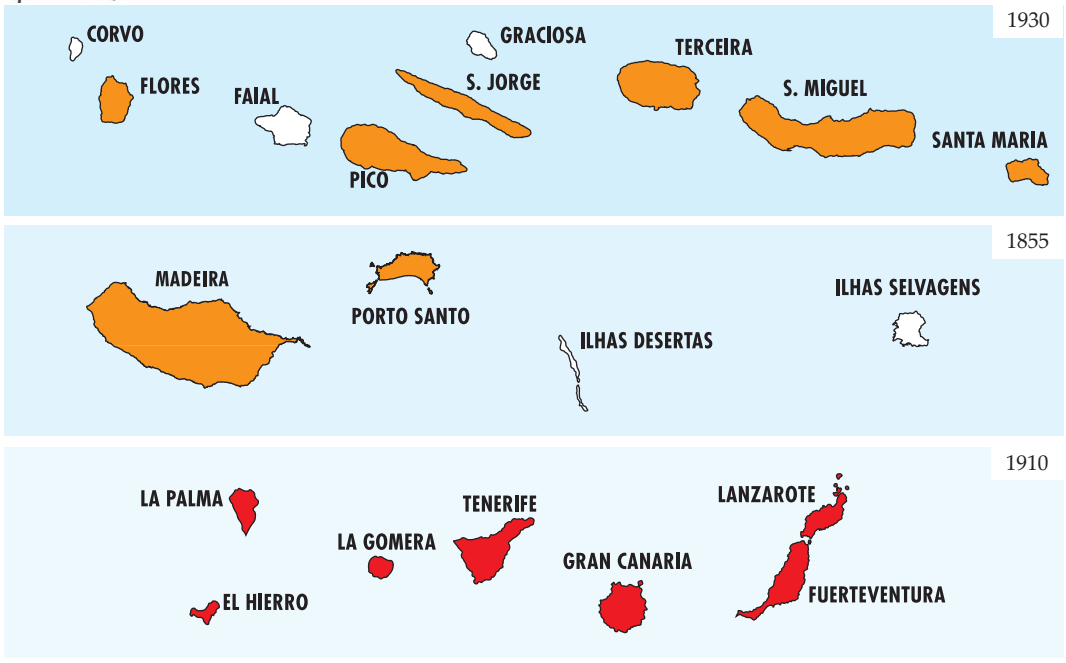 1930
CORVO
GRACIOSA
TERCEIRA
FLORES
S. JORGE
S. MIGUEL
FAIAL
SANTA MARIA
PICO
1855
MADEIRA
ILHAS SELVAGENS
PORTO SANTO
ILHAS DESERTAS
1910
LA PALMA
TENERIFE
LANZAROTE
LA GOMERA
GRAN CANARIA
EL HIERRO
FUERTEVENTURA